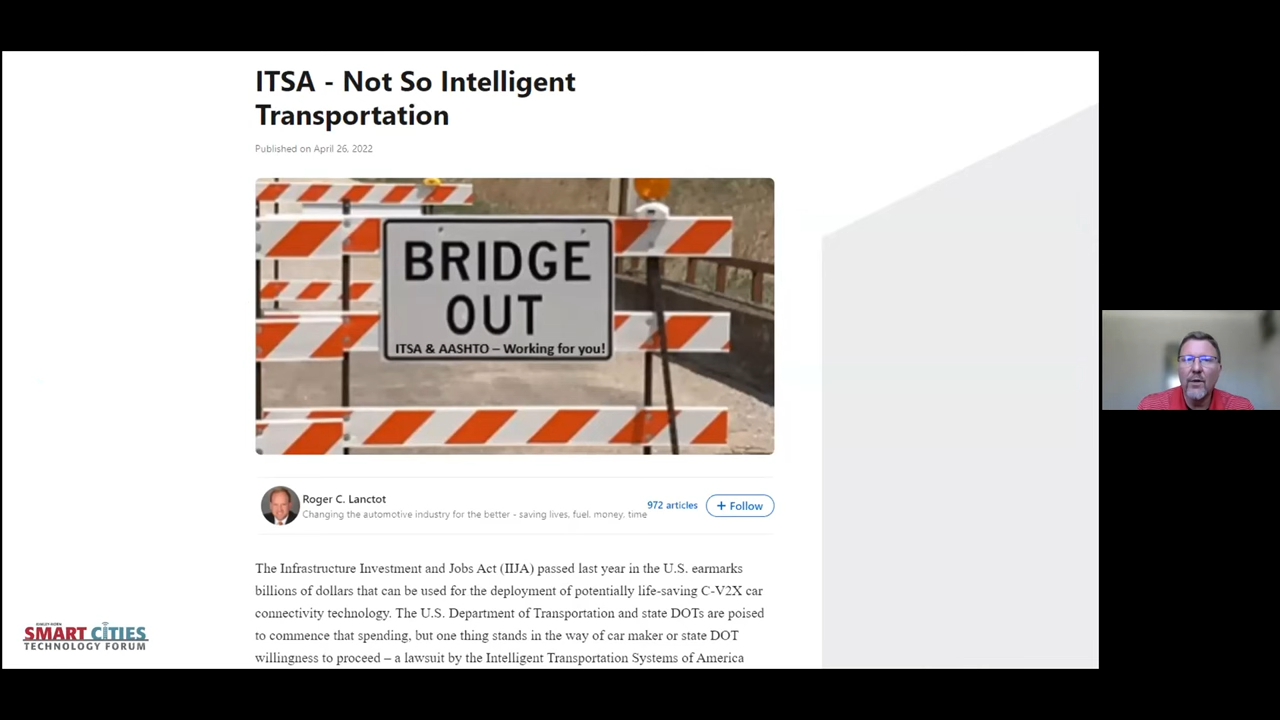 ITSA - Not So Intelligent
Transportation
Published on April 26, 2022
BRIDGE
OUT
ITSA & AASHTO – Working for you!
Roger C. Lanctot
Changing the automotive industry for the better - saving lives, fuel, money, time
972 articles
+ Follow
The Infrastructure Investment and Jobs Act (IIJA) passed last year in the U.S. earmarks
billions of dollars that can be used for the deployment of potentially life-saving C-V2X car
connectivity technology. The U.S. Department of Transportation and state DOTs are poised
to commence that spending, but one thing stands in the way of car maker or state DOT
willingness to proceed – a lawsuit by the Intelligent Transportation Systems of America
SMART CITIES
TECHNOLOGY FORUM